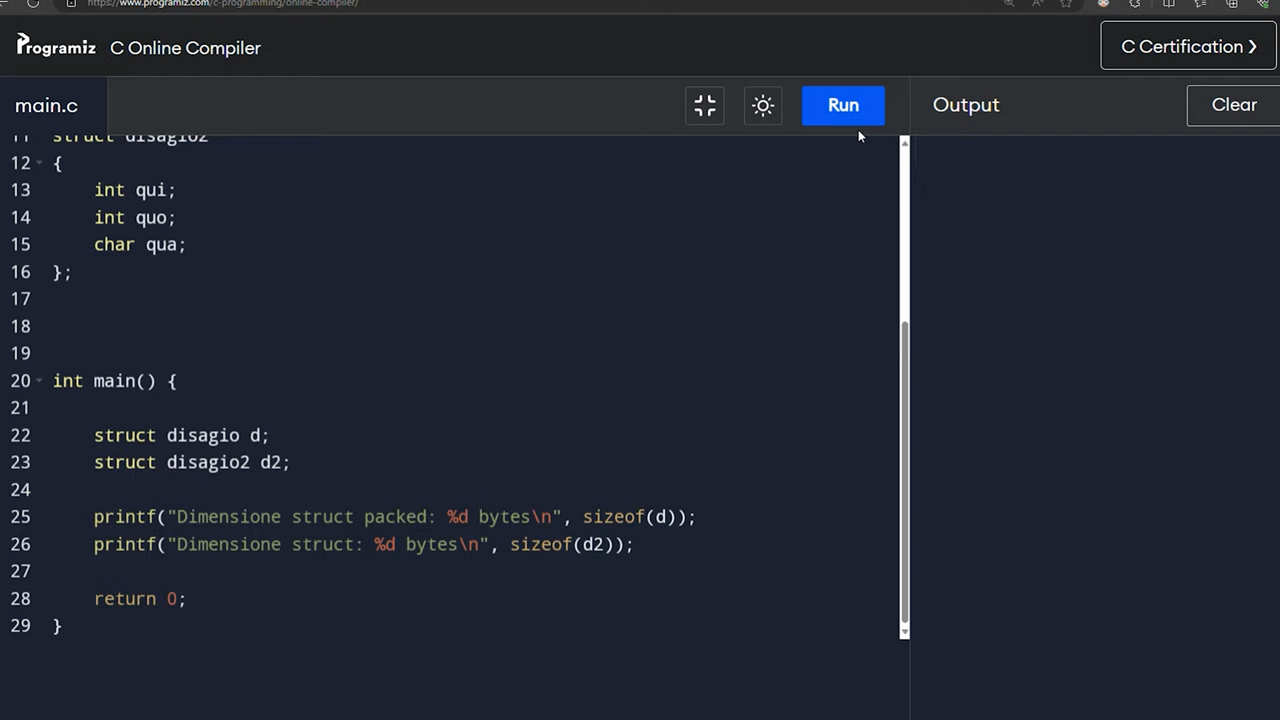 https://www.programiz.com/c-programming/online-compiler/
Programiz C Online Compiler C Certification ❯
main.c Run Output Clear
11 struct disagio2
12 {
13 int qui;
14 int quo;
15 char qua;
16 };
17
18
19
20 int main() {
21
22 struct disagio d;
23 struct disagio2 d2;
24
25 printf("Dimensione struct packed: %d bytes\n", sizeof(d));
26 printf("Dimensione struct: %d bytes\n", sizeof(d2));
27
28 return 0;
29 }